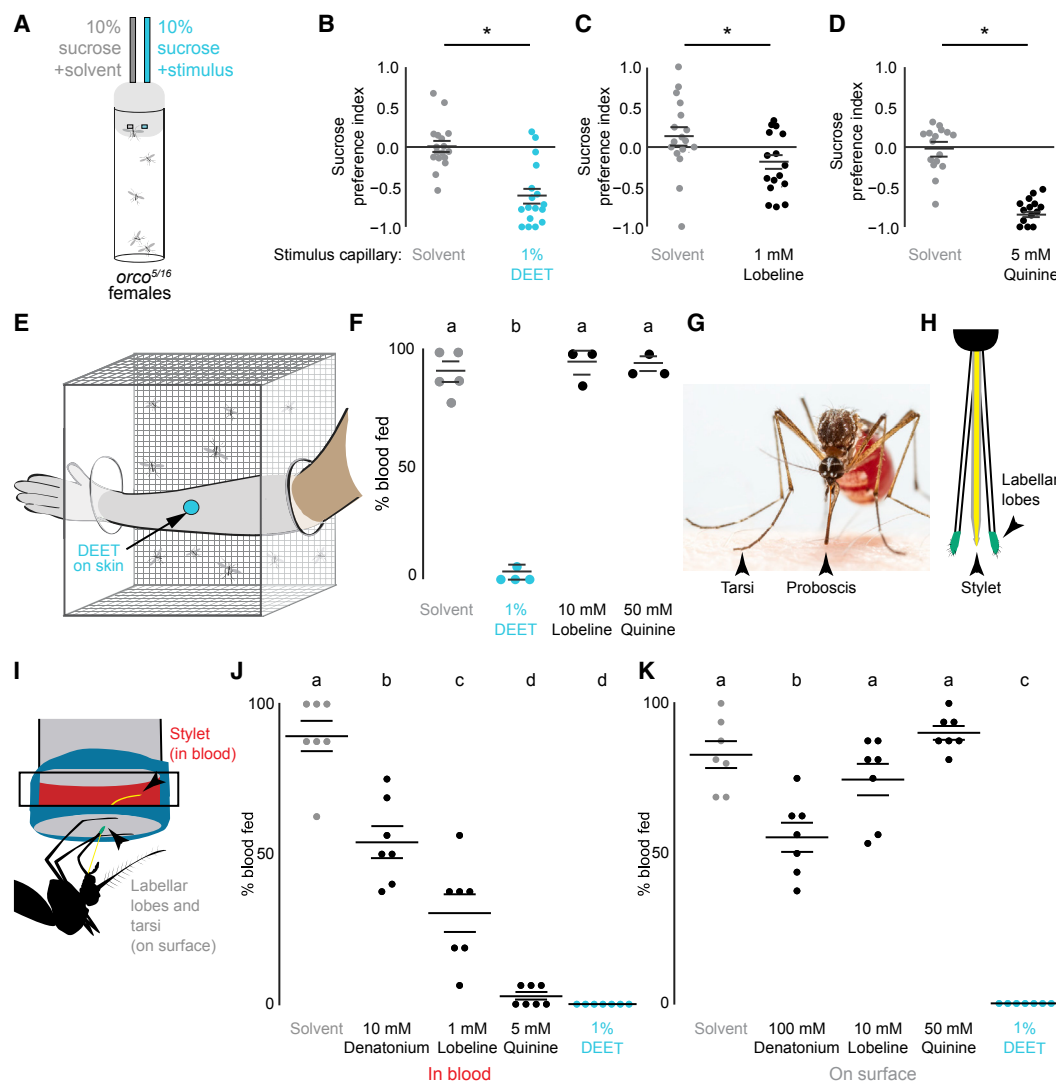 A
10%
sucrose
+solvent
10%
sucrose
+stimulus
orco5/16
females
B
*
Sucrose
preference index
1.0
0.5
0.0
−0.5
−1.0
Stimulus capillary:
Solvent
1%
DEET
C
*
Sucrose
preference index
1.0
0.5
0.0
−0.5
−1.0
Solvent
1 mM
Lobeline
D
*
Sucrose
preference index
1.0
0.5
0.0
−0.5
−1.0
Solvent
5 mM
Quinine
E
DEET
on skin
F
a
b
a
a
% blood fed
100
50
0
Solvent
1%
DEET
10 mM
Lobeline
50 mM
Quinine
G
Tarsi
Proboscis
H
Labellar
lobes
Stylet
I
Stylet
(in blood)
Labellar
lobes and
tarsi
(on surface)
J
a
b
c
d
d
% blood fed
100
50
0
Solvent
10 mM
Denatonium
1 mM
Lobeline
5 mM
Quinine
1%
DEET
In blood
K
a
b
a
a
c
% blood fed
100
50
0
Solvent
100 mM
Denatonium
10 mM
Lobeline
50 mM
Quinine
1%
DEET
On surface